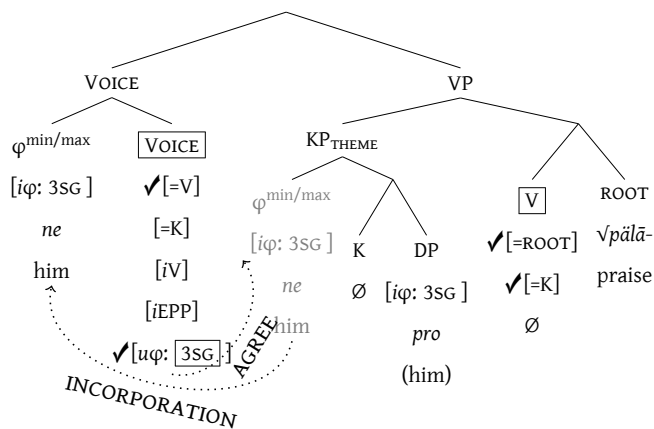 VOICE VP
φmin/max VOICE KPTHEME
[iφ: 3SG ] ✓[=V] φmin/max V ROOT
ne [=K] [iφ: 3SG ] K DP ✓[=ROOT] √pälā-
him [iV] ne Ø [iφ: 3SG ] ✓[=K] praise
[iEPP] him pro Ø
✓[uφ: 3SG ] AGREE (him)
INCORPORATION